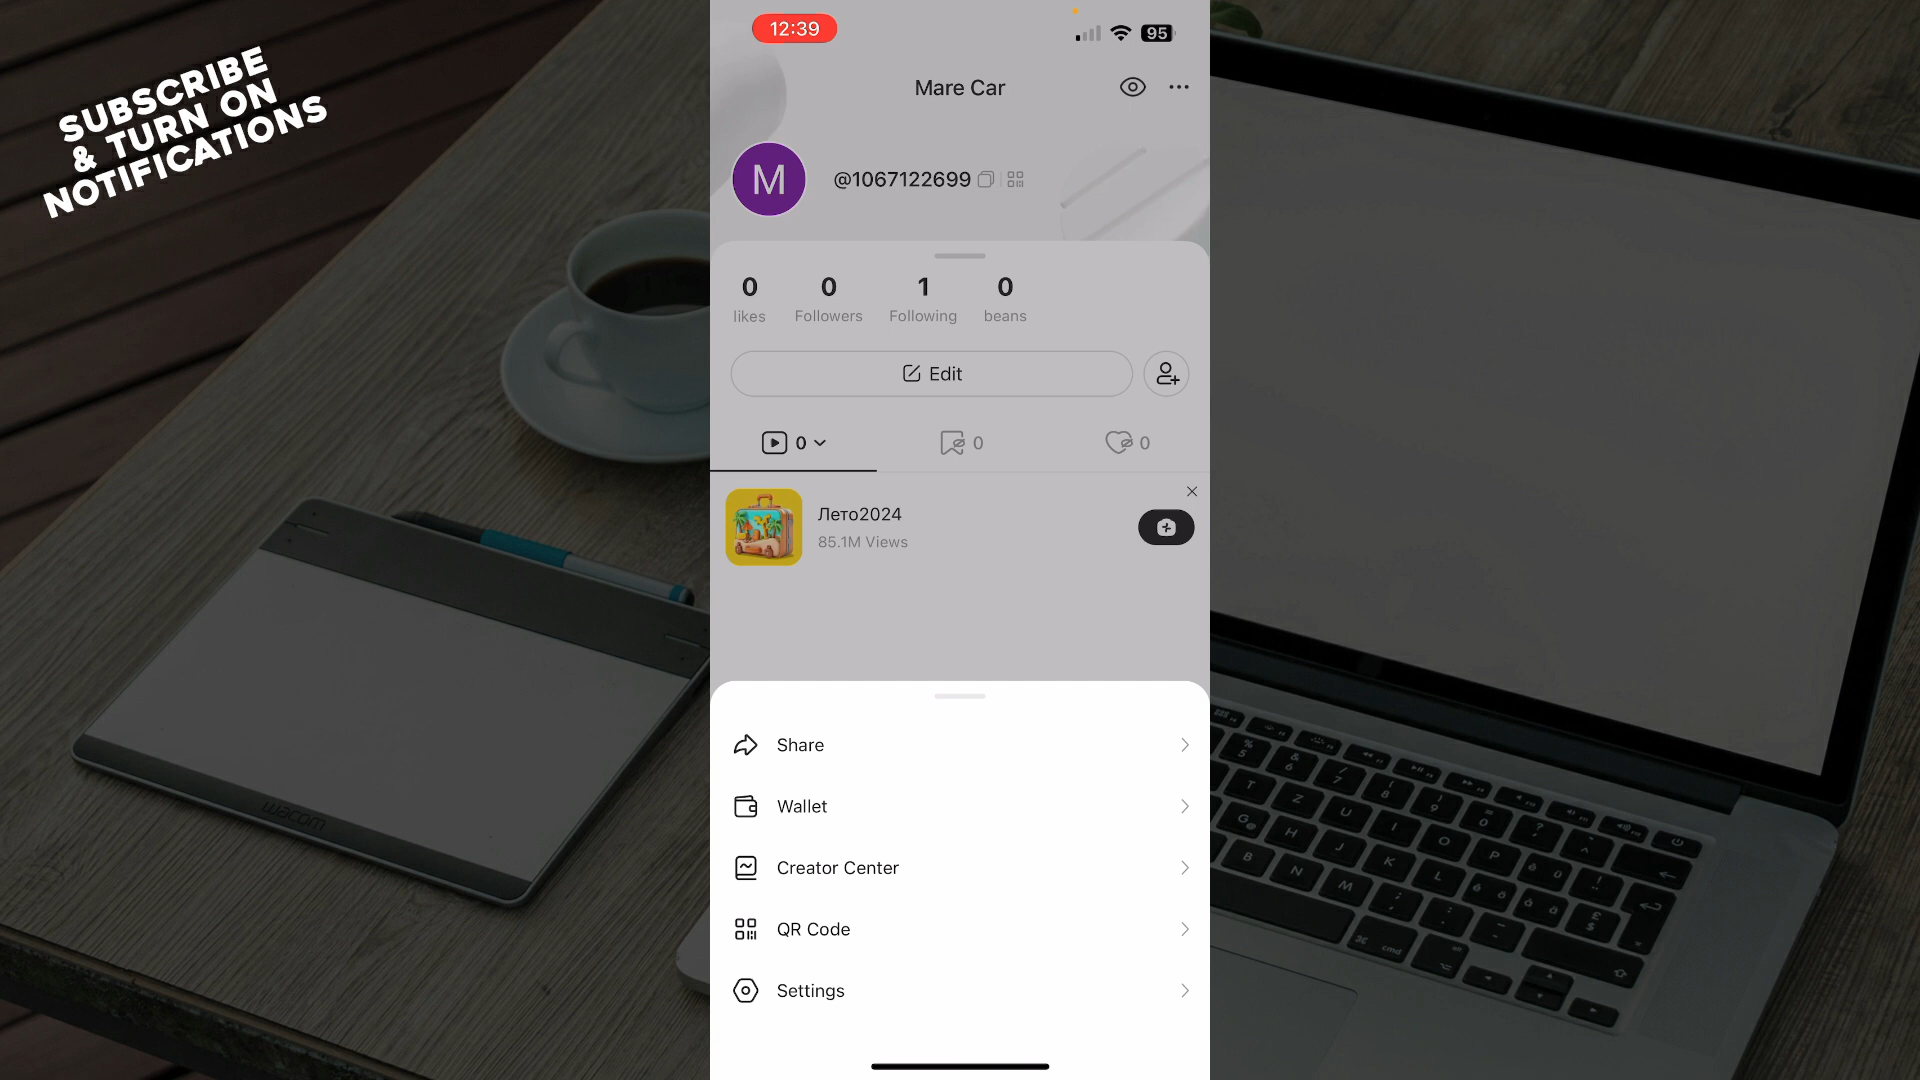 SUBSCRIBE
& TURN ON
NOTIFICATIONS
12:39
95
Mare Car
M
@1067122699
0
0
1
0
likes
Followers
Following
beans
Edit
0
0
0
Лето2024
85.1M Views
Share
Wallet
Creator Center
QR Code
Settings
wacom